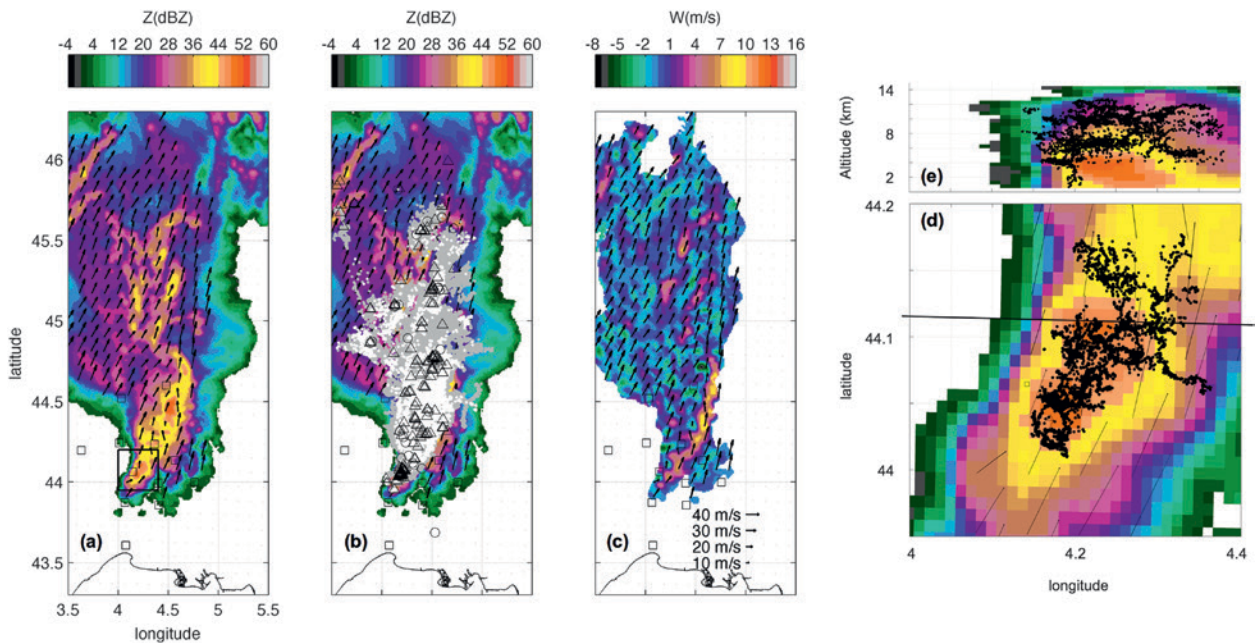 Z(dBZ)
-4 4 12 20 28 36 44 52 60
Z(dBZ)
-4 4 12 20 28 36 44 52 60
W(m/s)
-8 -5 -2 1 4 7 10 13 16
latitude
46
45.5
45
44.5
44
43.5
(a)
3.5 4 4.5 5 5.5
longitude
(b)
(c)
40 m/s
30 m/s
20 m/s
10 m/s
Altitude (km)
14
8
2
(e)
latitude
44.2
44.1
44
(d)
4 4.2 4.4
longitude